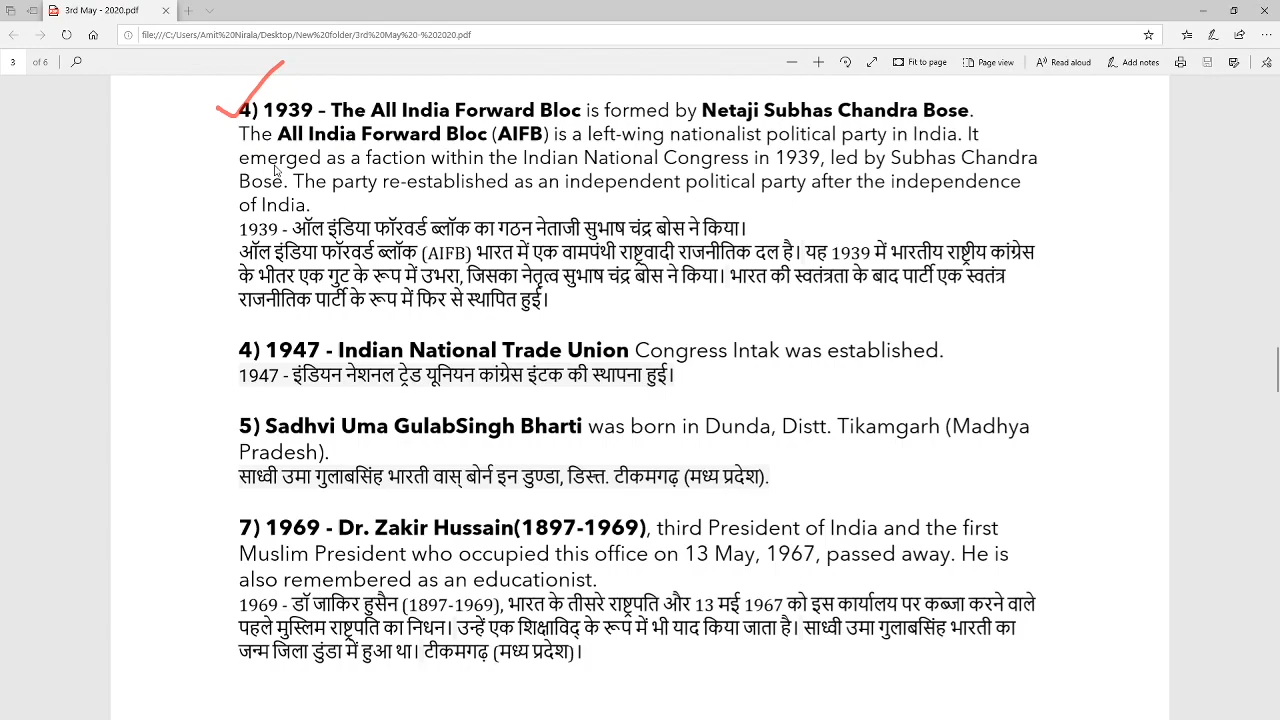 3rd May - 2020.pdf
file:///C:/Users/Amit%20Nirala/Desktop/New%20folder/3rd%20May%20-%202020.pdf
3 of 6 Fit to page Page view Read aloud Add notes
4) 1939 – The All India Forward Bloc is formed by Netaji Subhas Chandra Bose.
The All India Forward Bloc (AIFB) is a left-wing nationalist political party in India. It
emerged as a faction within the Indian National Congress in 1939, led by Subhas Chandra
Bose. The party re-established as an independent political party after the independence
of India.
1939 - ऑल इंडिया फॉरवर्ड ब्लॉक का गठन नेताजी सुभाष चंद्र बोस ने किया।
ऑल इंडिया फॉरवर्ड ब्लॉक (AIFB) भारत में एक वामपंथी राष्ट्रवादी राजनीतिक दल है। यह 1939 में भारतीय राष्ट्रीय कांग्रेस
के भीतर एक गुट के रूप में उभरा, जिसका नेतृत्व सुभाष चंद्र बोस ने किया। भारत की स्वतंत्रता के बाद पार्टी एक स्वतंत्र
राजनीतिक पार्टी के रूप में फिर से स्थापित हुई।
4) 1947 - Indian National Trade Union Congress Intak was established.
1947 - इंडियन नेशनल ट्रेड यूनियन कांग्रेस इंटक की स्थापना हुई।
5) Sadhvi Uma GulabSingh Bharti was born in Dunda, Distt. Tikamgarh (Madhya
Pradesh).
साध्वी उमा गुलाबसिंह भारती वास् बोर्न इन डुण्डा, डिस्त्त. टीकमगढ़ (मध्य प्रदेश).
7) 1969 - Dr. Zakir Hussain(1897-1969), third President of India and the first
Muslim President who occupied this office on 13 May, 1967, passed away. He is
also remembered as an educationist.
1969 - डॉ जाकिर हुसैन (1897-1969), भारत के तीसरे राष्ट्रपति और 13 मई 1967 को इस कार्यालय पर कब्जा करने वाले
पहले मुस्लिम राष्ट्रपति का निधन। उन्हें एक शिक्षाविद् के रूप में भी याद किया जाता है। साध्वी उमा गुलाबसिंह भारती का
जन्म जिला डुंडा में हुआ था। टीकमगढ़ (मध्य प्रदेश)।